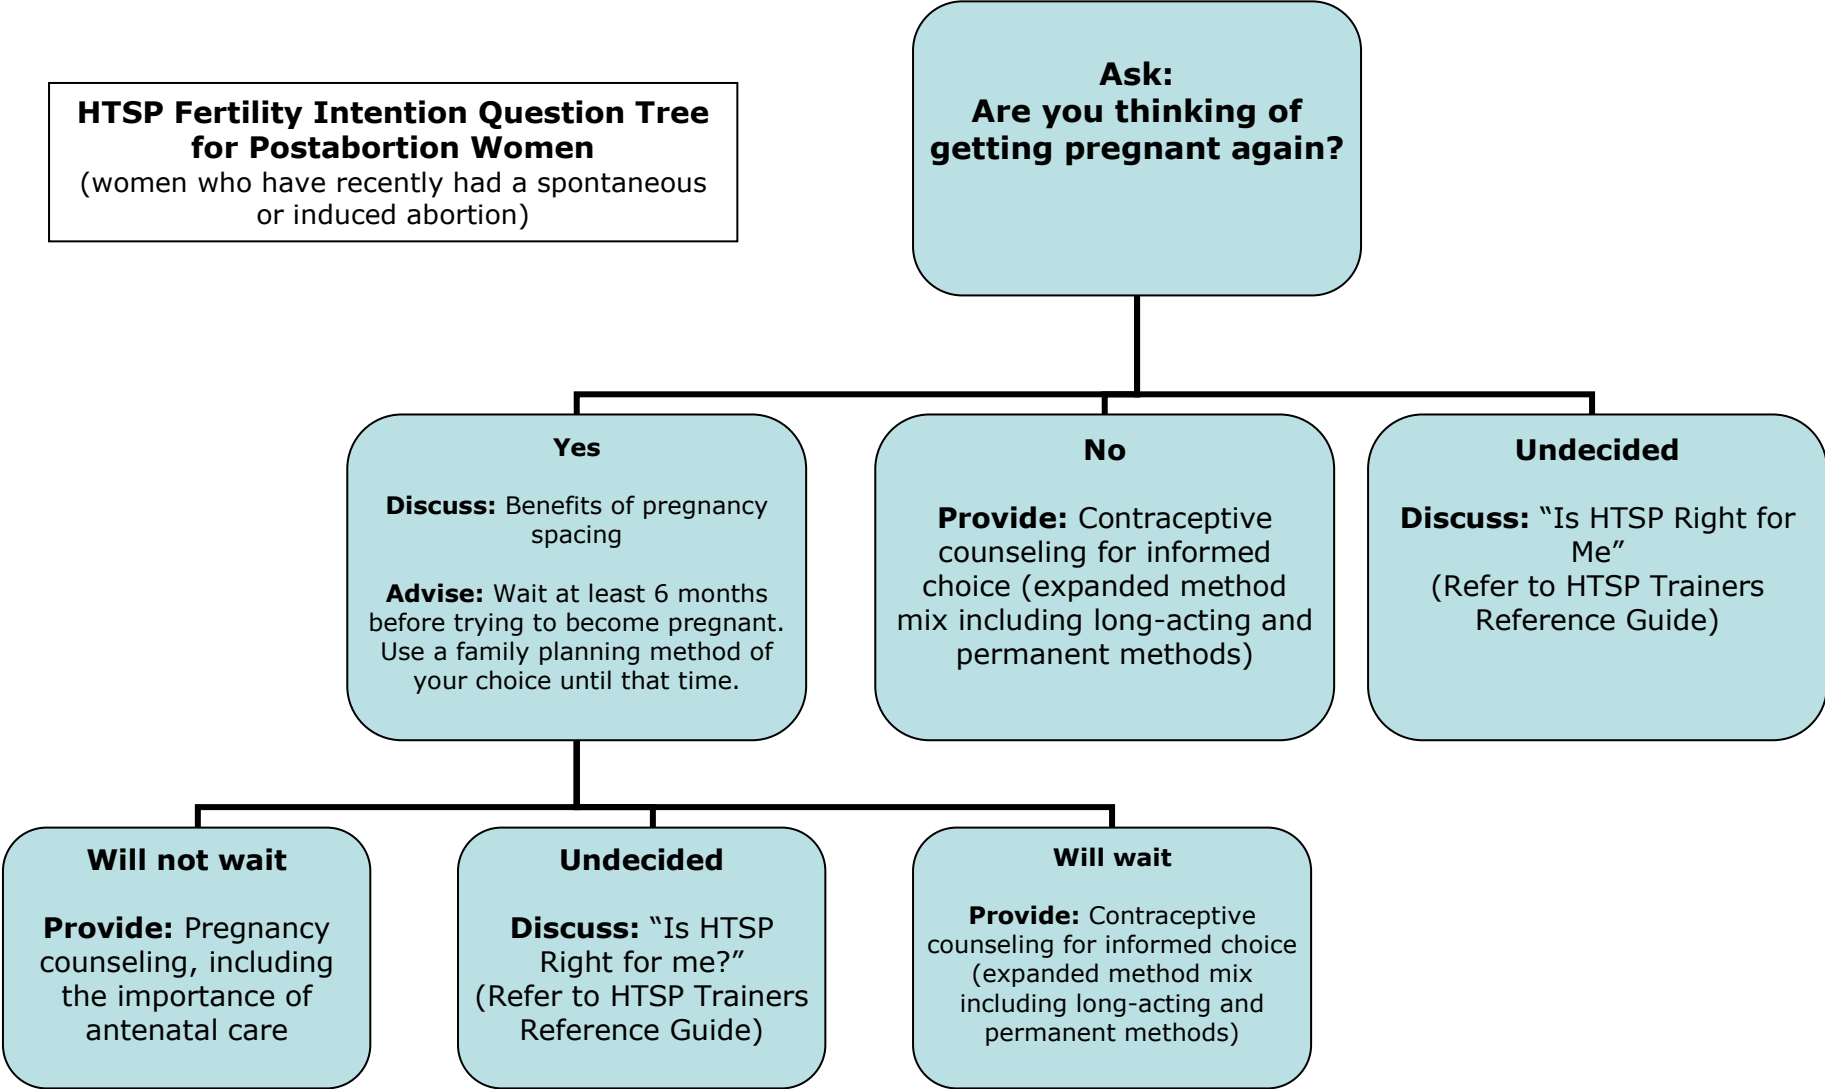 HTSP Fertility Intention Question Tree
for Postabortion Women
(women who have recently had a spontaneous
or induced abortion)
Ask:
Are you thinking of
getting pregnant again?
Yes
Discuss: Benefits of pregnancy
spacing
Advise: Wait at least 6 months
before trying to become pregnant.
Use a family planning method of
your choice until that time.
No
Provide: Contraceptive
counseling for informed
choice (expanded method
mix including long-acting and
permanent methods)
Undecided
Discuss: “Is HTSP Right for
Me”
(Refer to HTSP Trainers
Reference Guide)
Will not wait
Provide: Pregnancy
counseling, including
the importance of
antenatal care
Undecided
Discuss: “Is HTSP
Right for me?”
(Refer to HTSP Trainers
Reference Guide)
Will wait
Provide: Contraceptive
counseling for informed choice
(expanded method mix
including long-acting and
permanent methods)